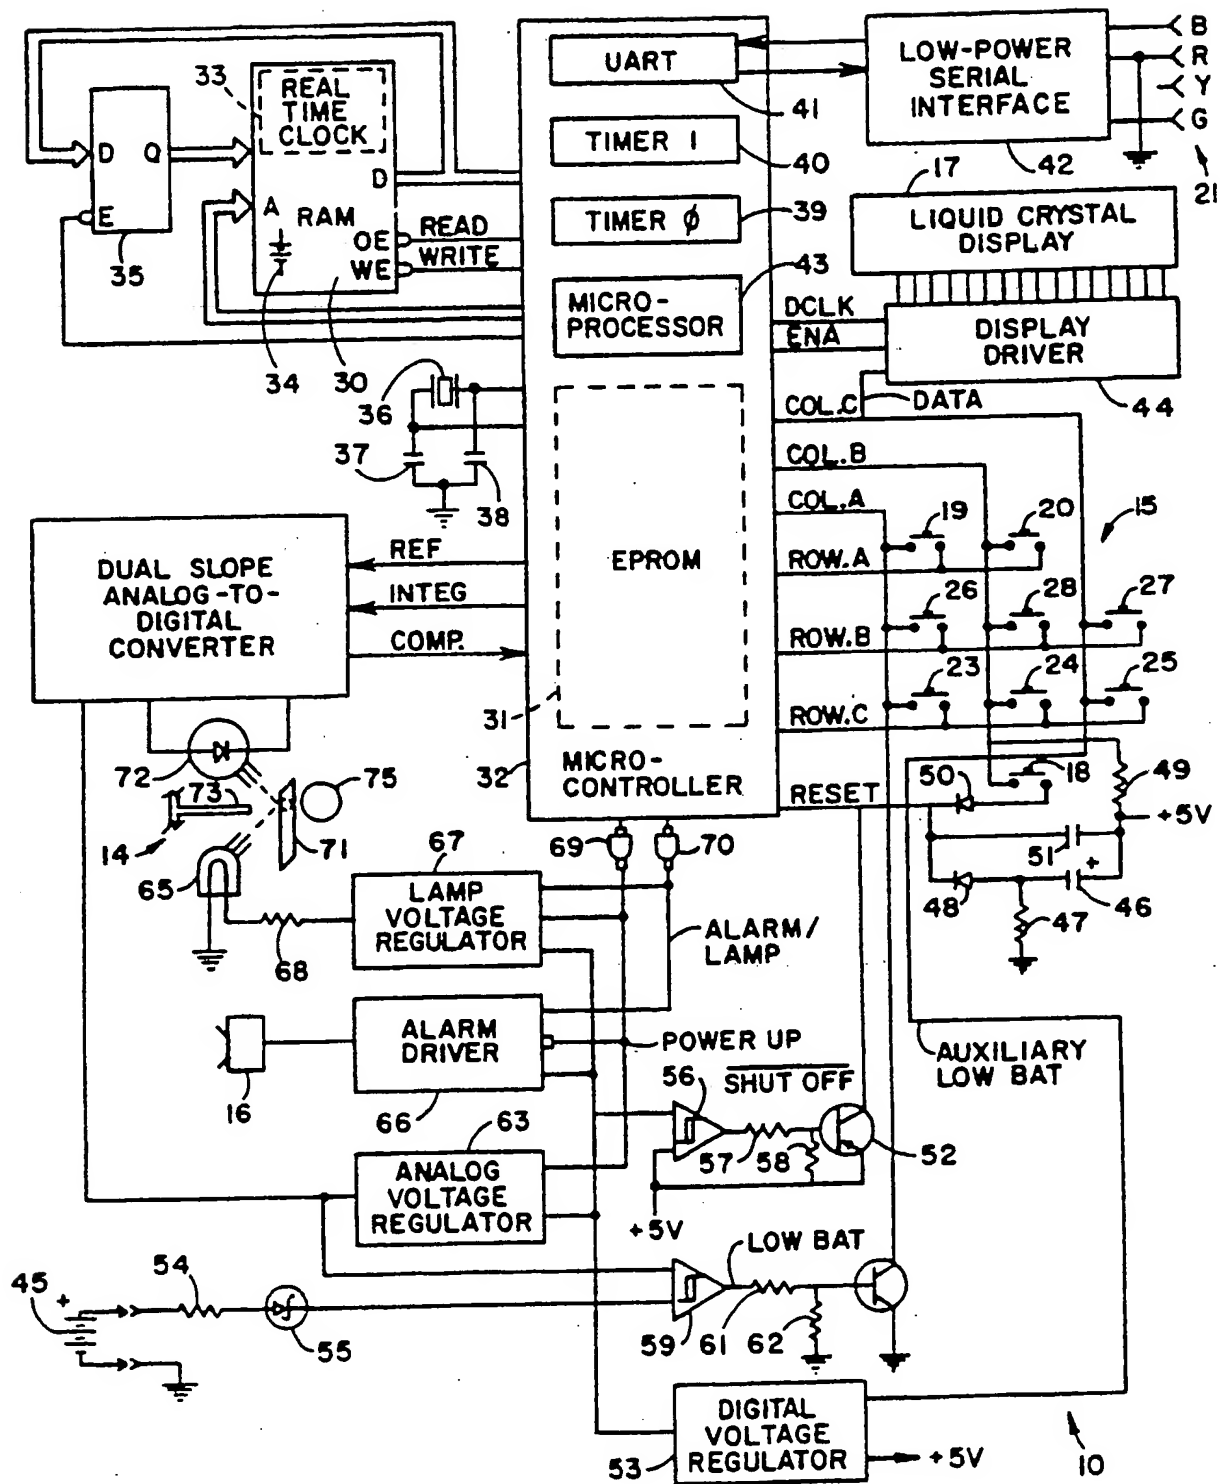 UART
41
TIMER 1
40
TIMER ϕ
39
MICRO-
PROCESSOR
43
EPROM
31
MICRO-
CONTROLLER
32
LOW-POWER
SERIAL
INTERFACE
42
B
R
Y
G
21
17
LIQUID CRYSTAL
DISPLAY
DISPLAY
DRIVER
44
DCLK
ENA
DATA
COL.C
COL.B
COL.A
ROW.A
ROW.B
ROW.C
RESET
19
20
15
26
28
27
23
24
25
18
50
49
+5V
51
+
48
47
46
33
REAL
TIME
CLOCK
D
Q
E
35
D
A
RAM
OE
WE
READ
WRITE
34
30
36
37
38
DUAL SLOPE
ANALOG-TO-
DIGITAL
CONVERTER
REF
INTEG
COMP.
72
73
75
14
71
65
68
67
LAMP
VOLTAGE
REGULATOR
69
70
ALARM/
LAMP
ALARM
DRIVER
66
16
POWER UP
SHUT OFF
56
57
58
52
+5V
AUXILIARY
LOW BAT
63
ANALOG
VOLTAGE
REGULATOR
LOW BAT
59
61
62
45
+
54
55
DIGITAL
VOLTAGE
REGULATOR
53
+5V
10